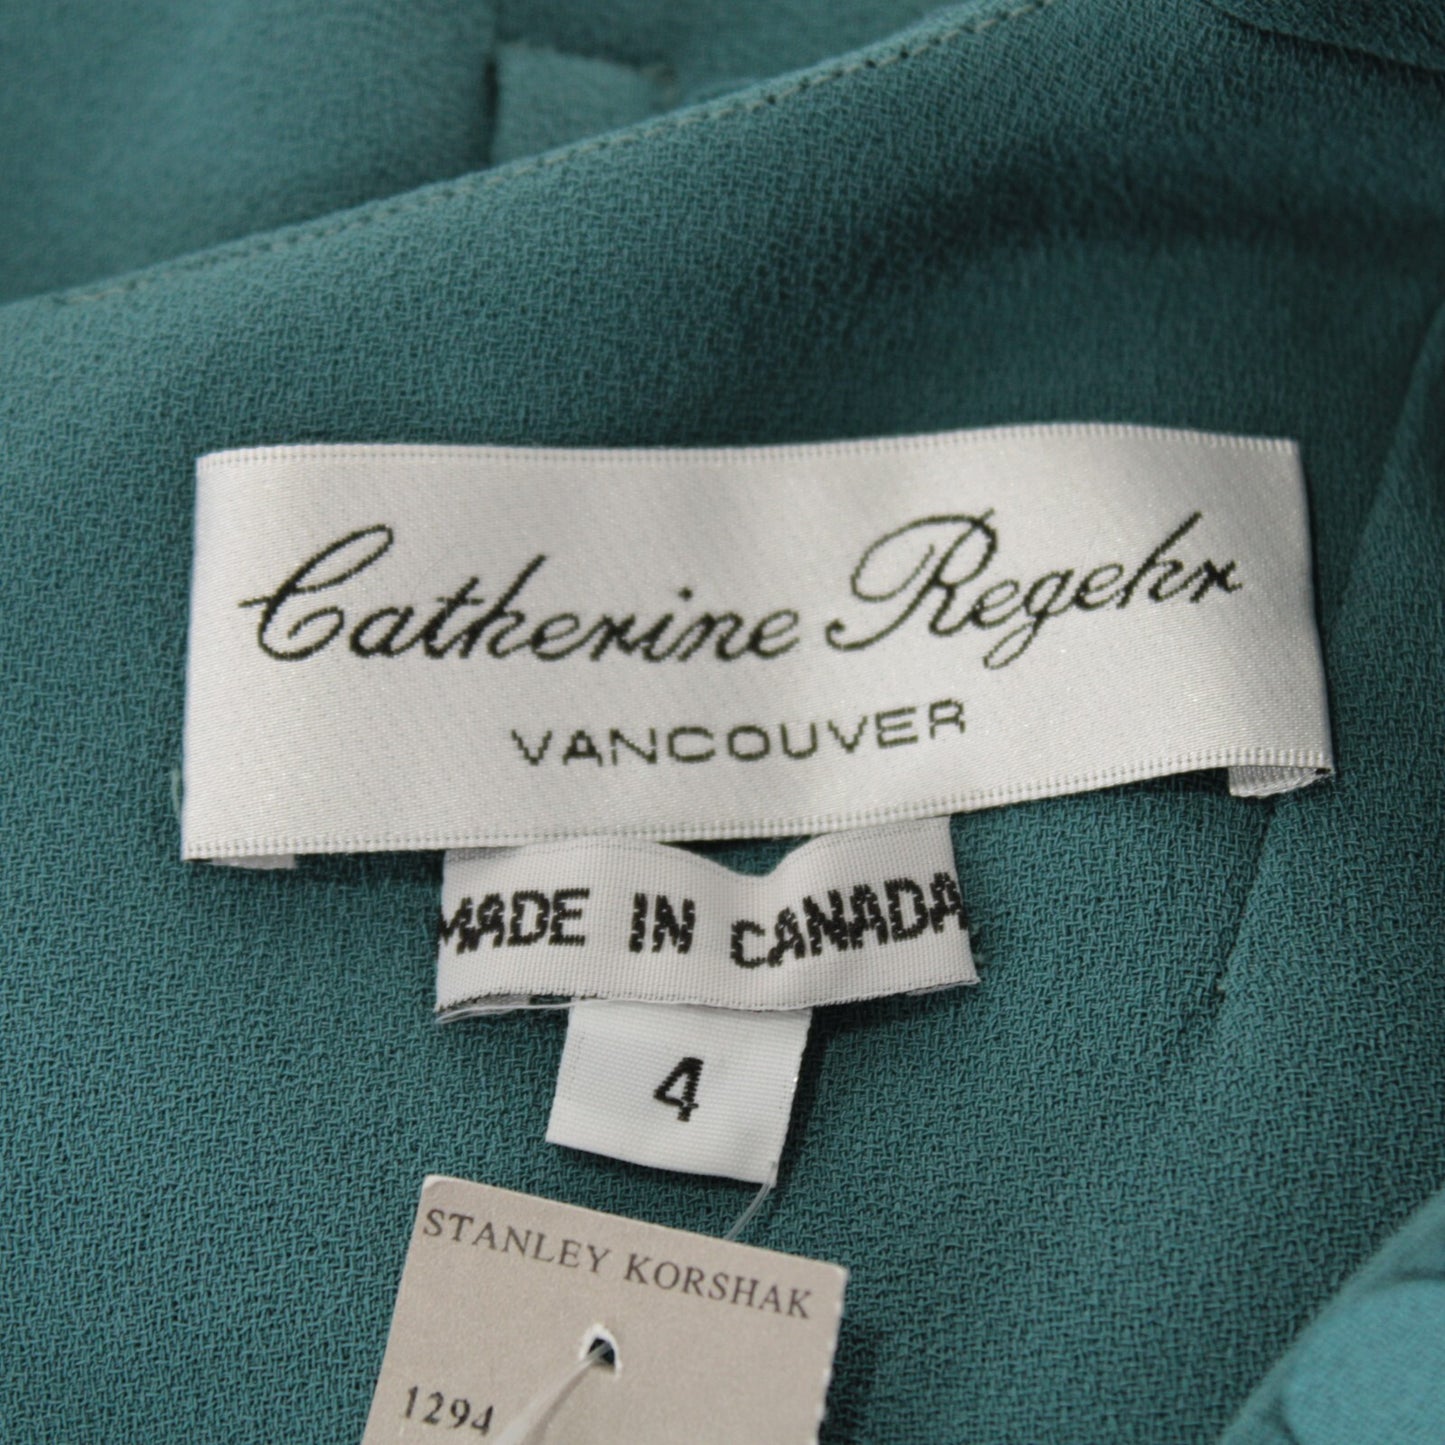 Catherine Regehr
VANCOUVER
MADE IN CANADA
4
STANLEY KORSHAK
1294